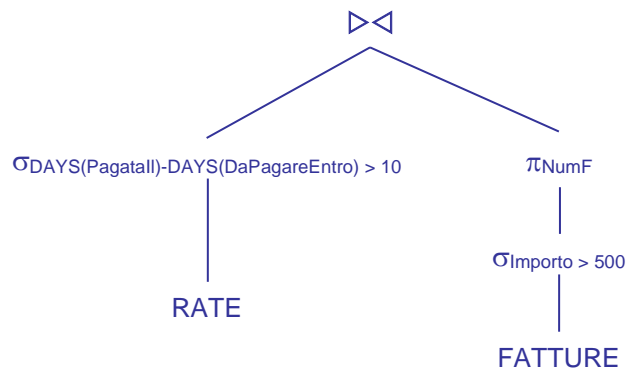 ▷◁
σDAYS(PagataIl)-DAYS(DaPagareEntro) > 10
πNumF
σImporto > 500
RATE
FATTURE